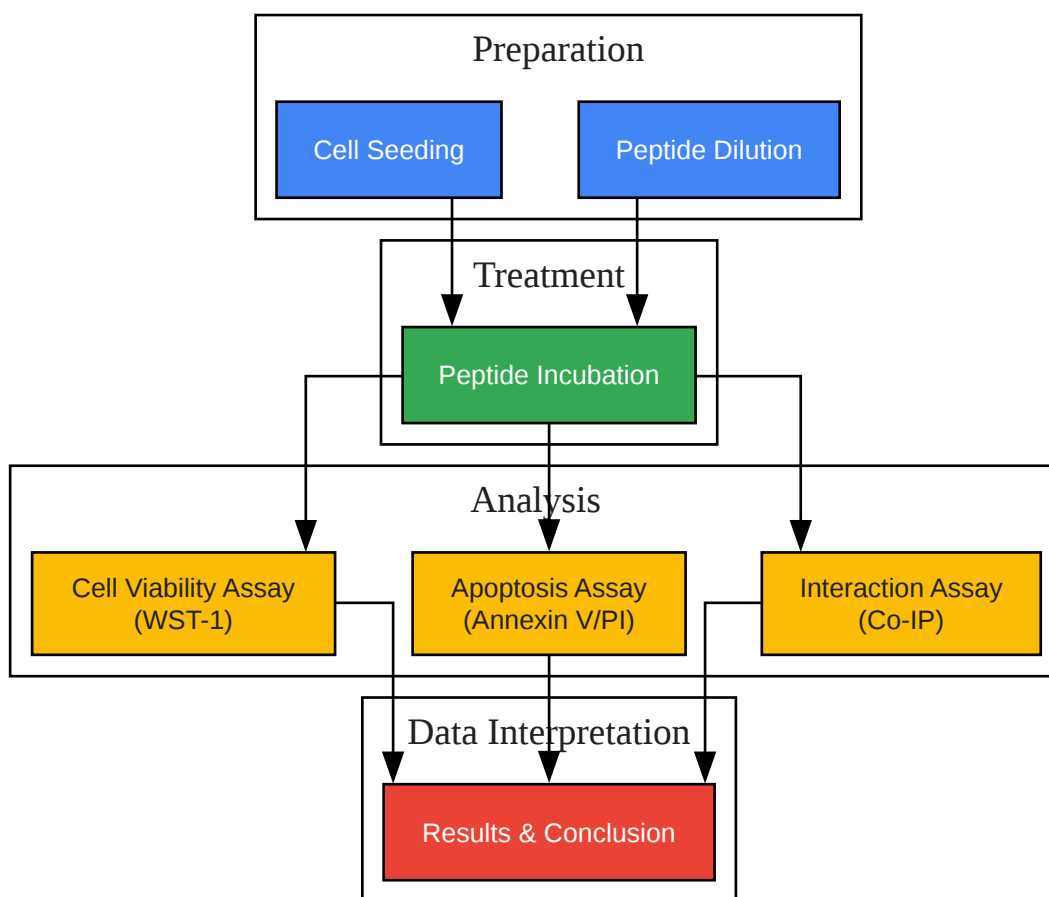 Preparation
Cell Seeding
Peptide Dilution
Treatment
Peptide Incubation
Analysis
Cell Viability Assay
(WST-1)
Apoptosis Assay
(Annexin V/PI)
Interaction Assay
(Co-IP)
Data Interpretation
Results & Conclusion